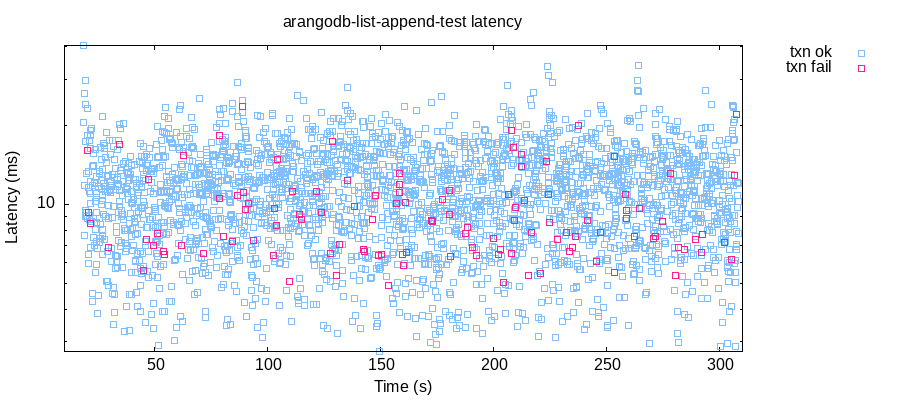 arangodb-list-append-test latency
txn ok
txn fail
Latency (ms)
10
50
100
150
200
250
300
Time (s)